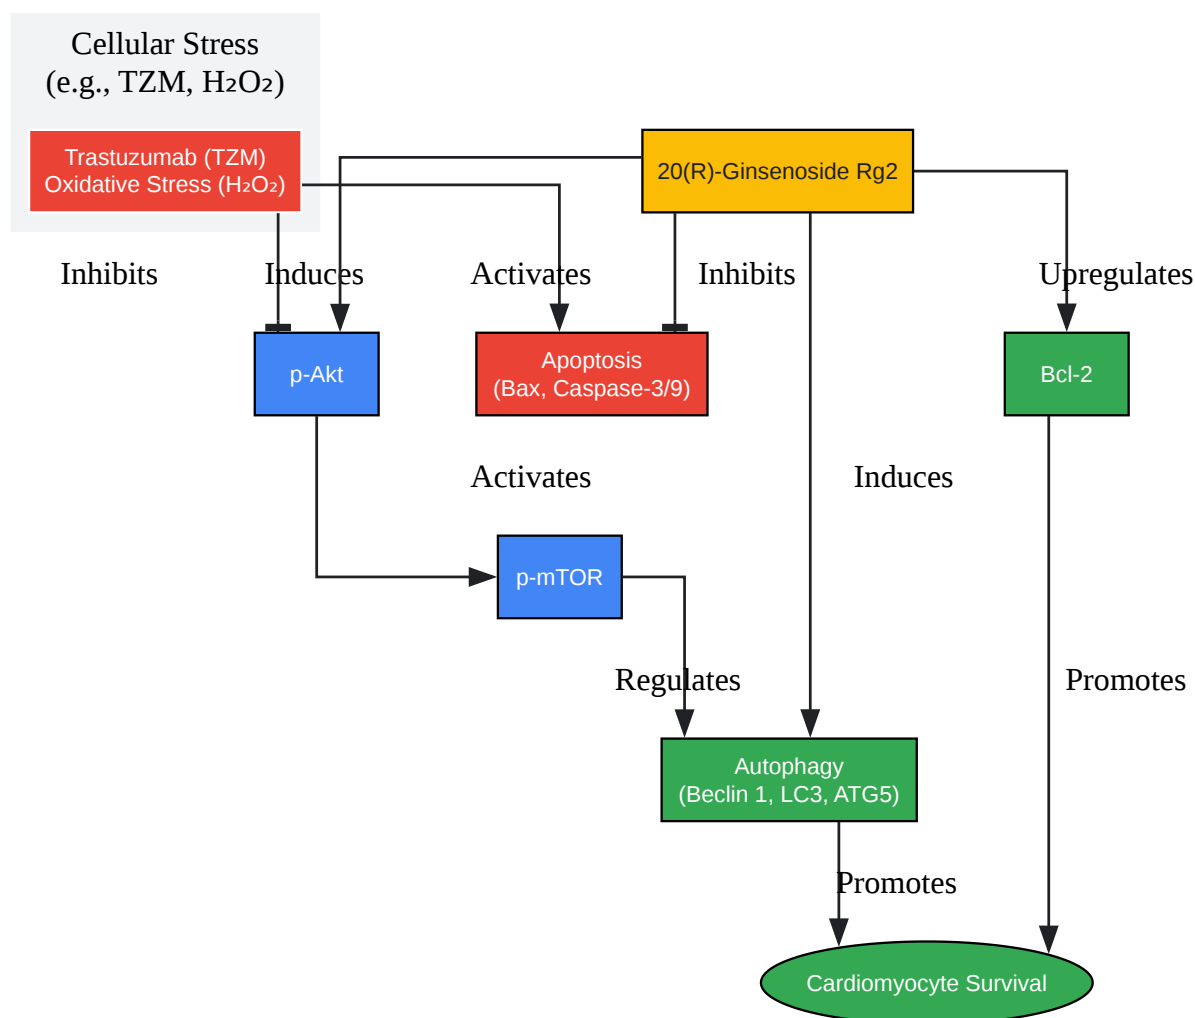 Cellular Stress
(e.g., TZM, H₂O₂)
Trastuzumab (TZM)
Oxidative Stress (H₂O₂)
20(R)-Ginsenoside Rg2
Inhibits
Induces
Activates
Inhibits
Upregulates
p-Akt
Apoptosis
(Bax, Caspase-3/9)
Bcl-2
Activates
Induces
p-mTOR
Regulates
Promotes
Autophagy
(Beclin 1, LC3, ATG5)
Promotes
Cardiomyocyte Survival